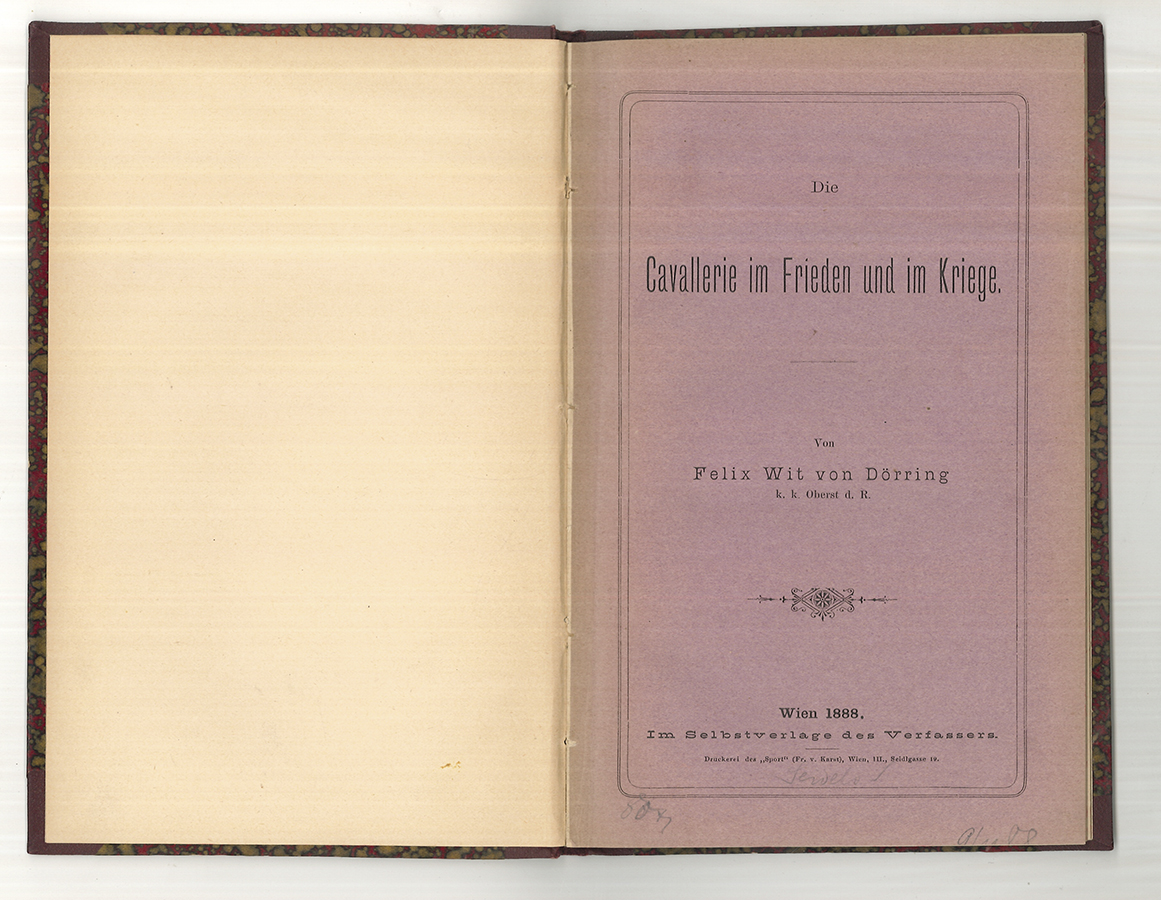 Die
Cavallerie im Frieden und im Kriege.
Von
Felix Wit von Dörring
k. k. Oberst d. R.
Wien 1888.
Im Selbstverlage des Verfassers.
Druckerei des „Sport“ (Fr. v. Karst), Wien, III., Seidlgasse 19.